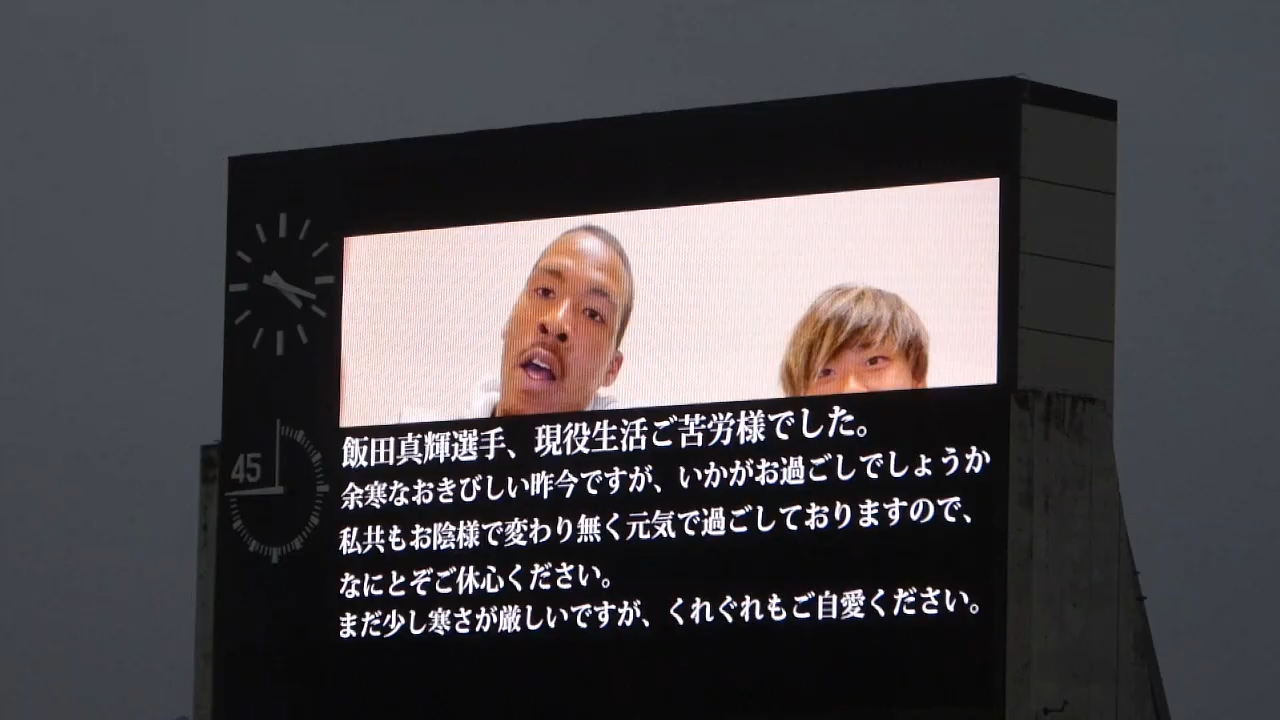 飯田真輝選手、現役生活ご苦労様でした。
余寒なおきびしい昨今ですが、いかがお過ごしでしょうか
私共もお陰様で変わり無く元気で過ごしておりますので、
なにとぞご休心ください。
まだ少し寒さが厳しいですが、くれぐれもご自愛ください。
45